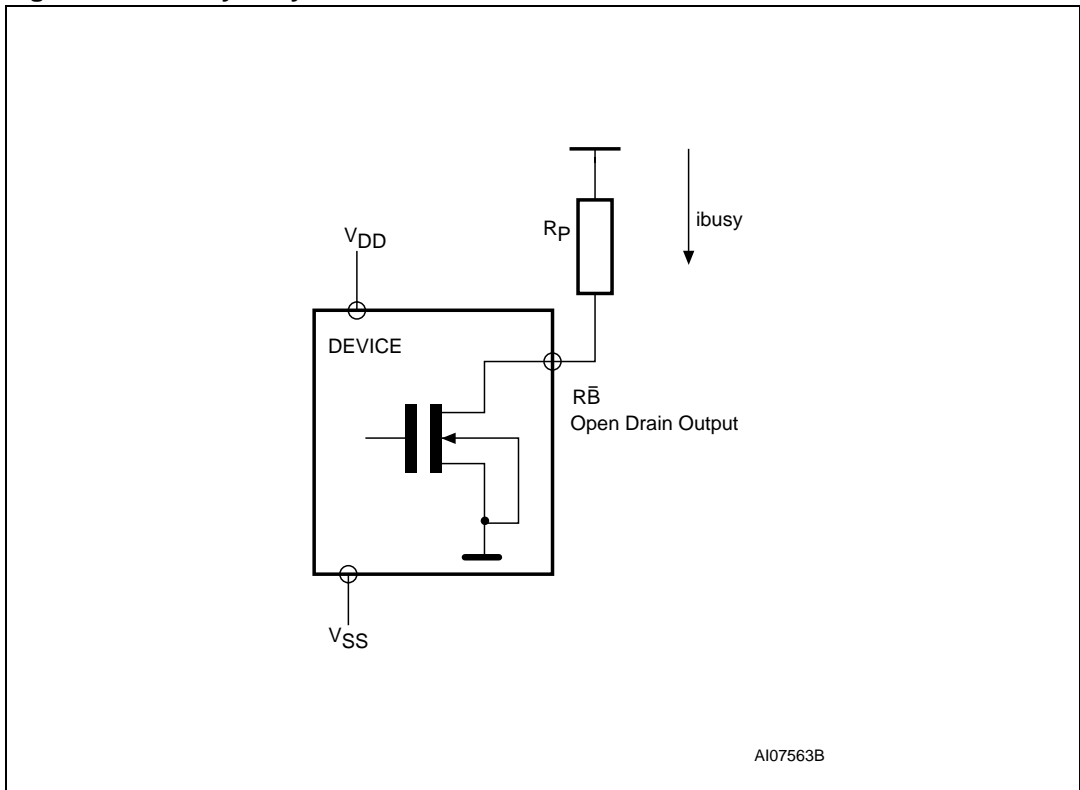 RP
ibusy
VDD
DEVICE
RB̄
Open Drain Output
VSS
AI07563B